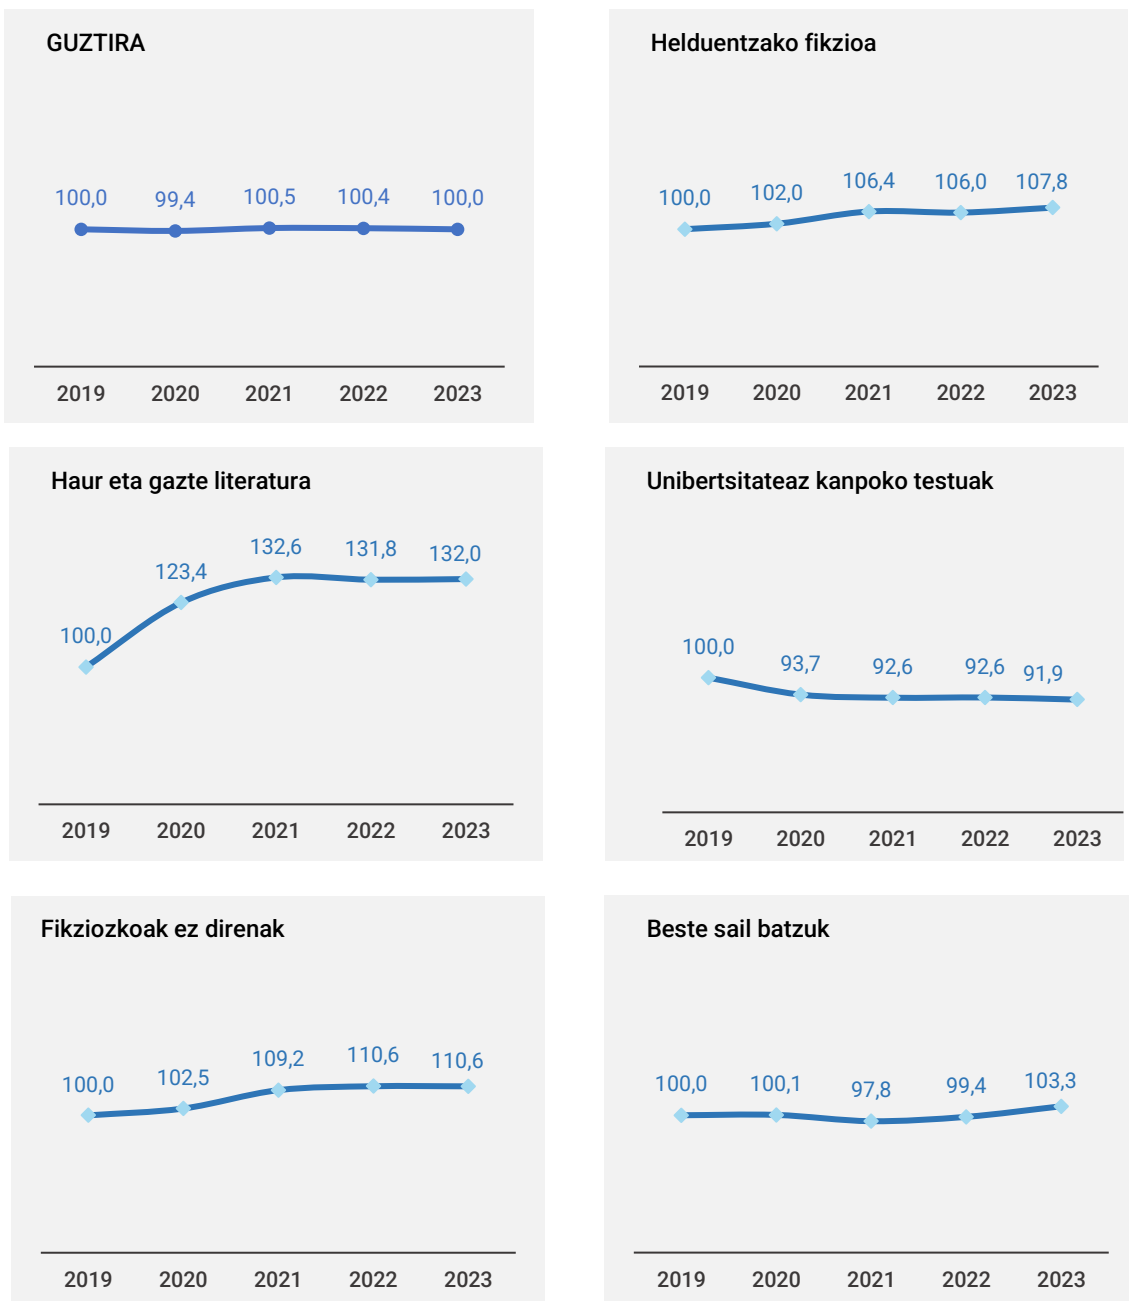 GUZTIRA
100,0 99,4 100,5 100,4 100,0
2019 2020 2021 2022 2023
Helduentzako fikzioa
100,0 102,0 106,4 106,0 107,8
2019 2020 2021 2022 2023
Haur eta gazte literatura
100,0 123,4 132,6 131,8 132,0
2019 2020 2021 2022 2023
Unibertsitateaz kanpoko testuak
100,0 93,7 92,6 92,6 91,9
2019 2020 2021 2022 2023
Fikziozkoak ez direnak
100,0 102,5 109,2 110,6 110,6
2019 2020 2021 2022 2023
Beste sail batzuk
100,0 100,1 97,8 99,4 103,3
2019 2020 2021 2022 2023